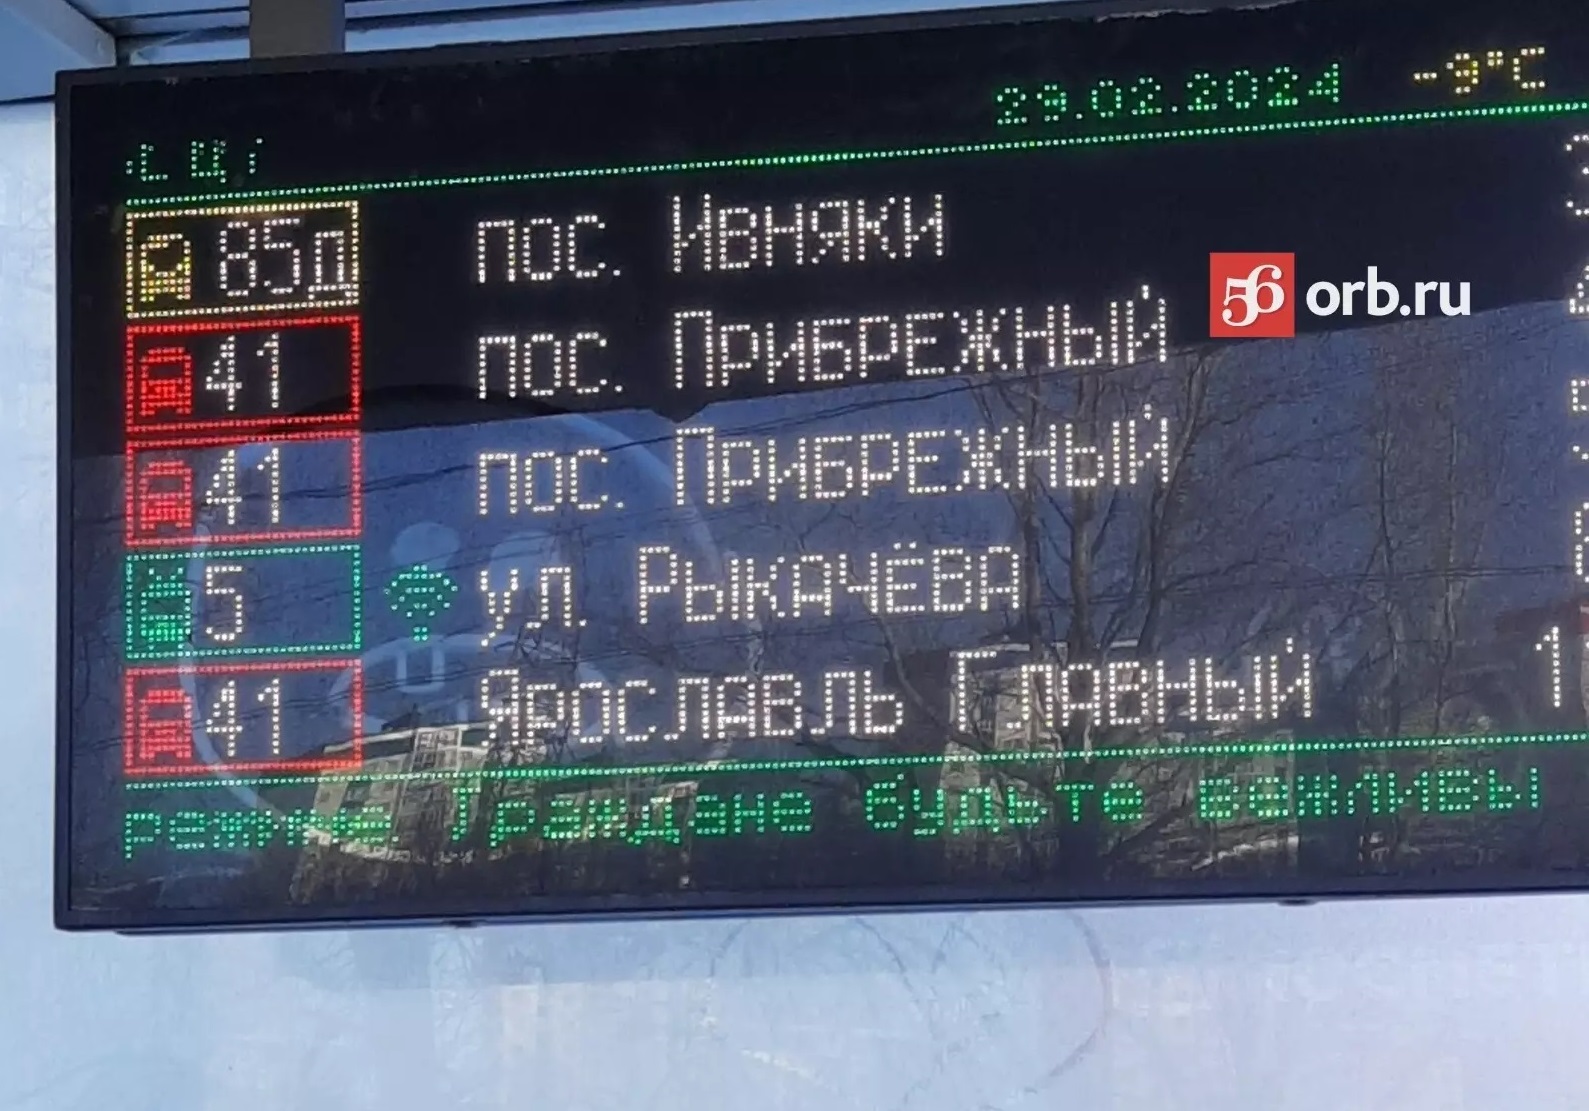 29.02.2024 -9°C
85д пос. Ивняки
56 orb.ru
41 пос. Прибрежный
41 пос. Прибрежный
5 ул. Рыкачёва
41 Ярославль Главный
режиме. Граждане будьте вежливы